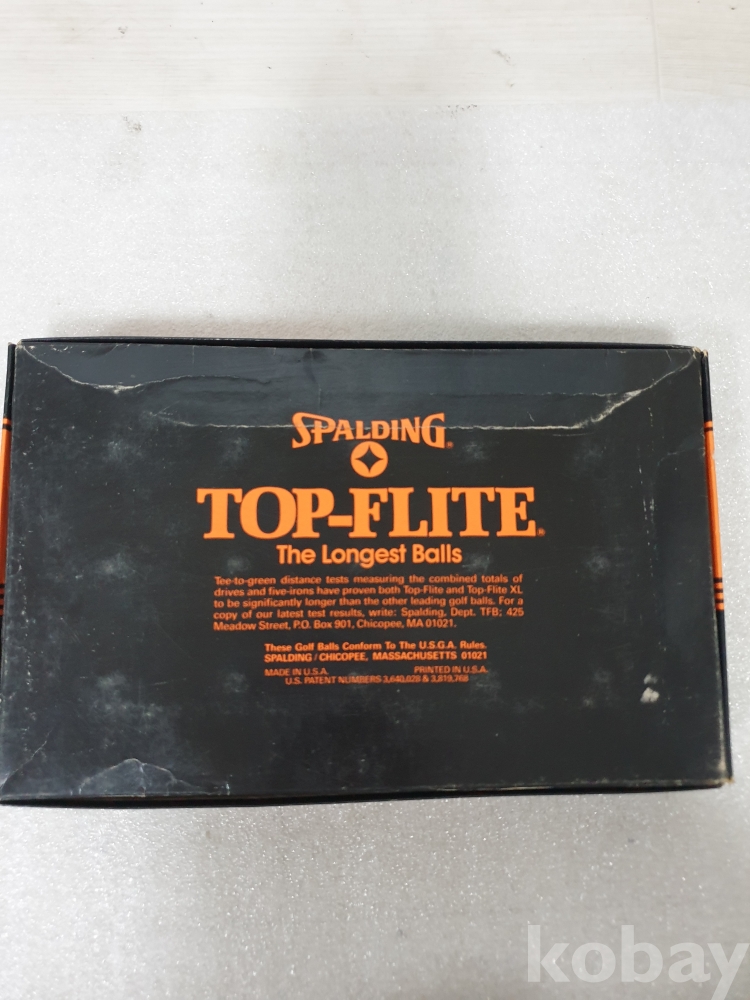 SPALDING®
TOP-FLITE®
The Longest Balls
Tee-to-green distance tests measuring the combined totals of
drives and five-irons have proven both Top-Flite and Top-Flite XL
to be significantly longer than the other leading golf balls. For a
copy of our latest test results, write: Spalding, Dept. TFB; 425
Meadow Street, P.O. Box 901, Chicopee, MA 01021.
These Golf Balls Conform To The U.S.G.A. Rules.
SPALDING / CHICOPEE, MASSACHUSETTS 01021
MADE IN U.S.A. PRINTED IN U.S.A.
U.S. PATENT NUMBERS 3,640,028 & 3,819,768
kobay